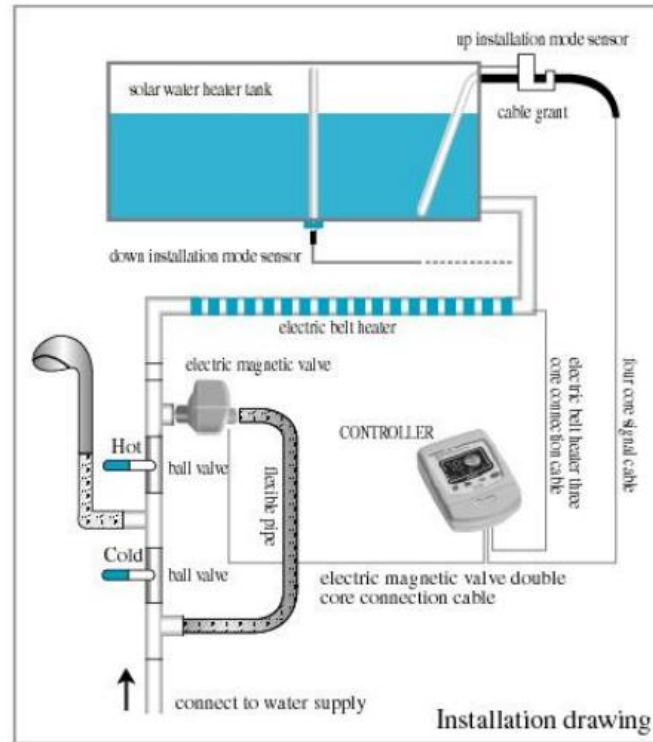 up installation mode sensor
solar water heater tank
cable grant
down installation mode sensor
electric belt heater
electric magnetic valve
electric belt heater three
core connection cable
four core signal cable
CONTROLLER
Hot
ball valve
flexible pipe
Cold
ball valve
electric magnetic valve double
core connection cable
connect to water supply
Installation drawing